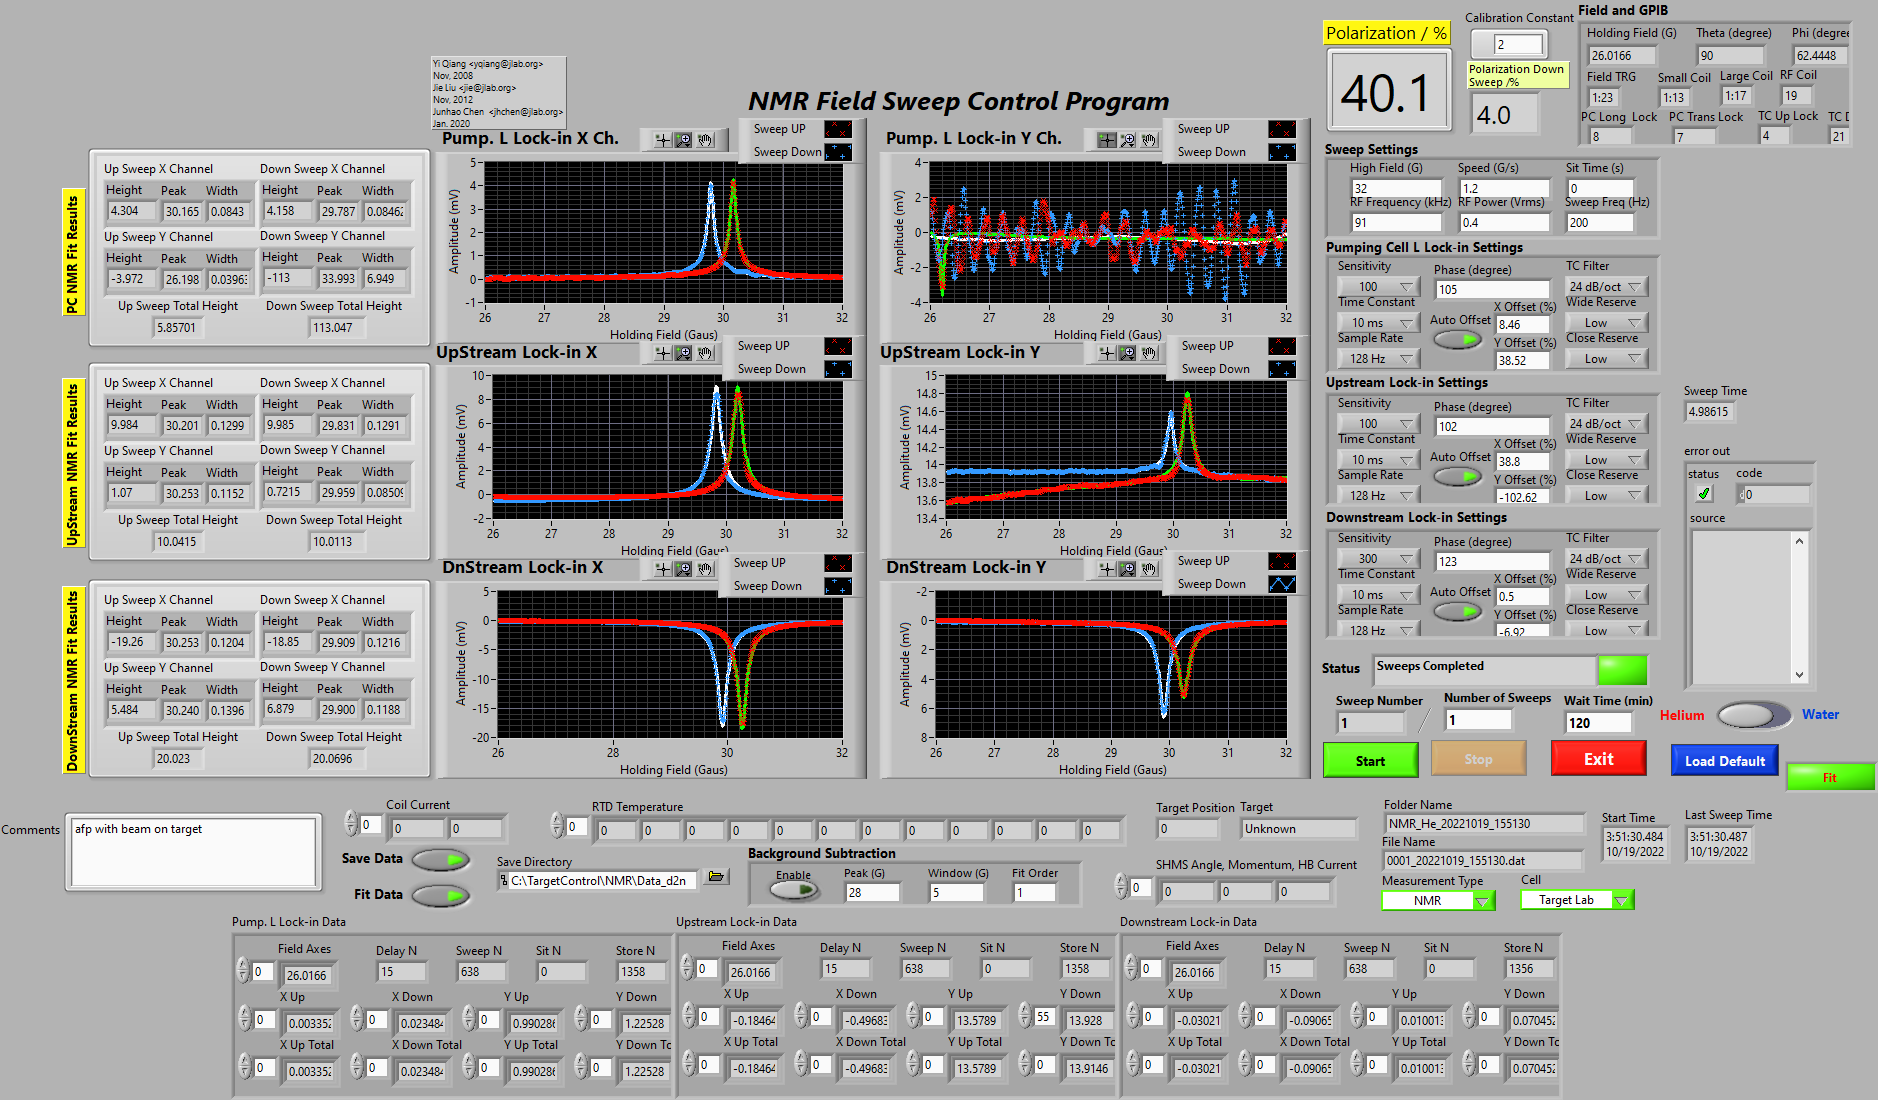 Yi Qiang <yqiang@jlab.org>
Nov, 2008
Jie Liu <jie@jlab.org>
Nov, 2012
Junhao Chen <jhchen@jlab.org>
Jan. 2020
NMR Field Sweep Control Program
Polarization / %
40.1
Calibration Constant
2
Polarization Down
Sweep /%
4.0
Field and GPIB
Holding Field (G) Theta (degree) Phi (degree
26.0166 90 62.4448
Field TRG Small Coil Large Coil RF Coil
1:23 1:13 1:17 19
PC Long Lock PC Trans Lock TC Up Lock TC D
8 7 4 21
PC NMR Fit Results
Up Sweep X Channel Down Sweep X Channel
Height Peak Width Height Peak Width
4.304 30.165 0.0843 4.158 29.787 0.08462
Up Sweep Y Channel Down Sweep Y Channel
Height Peak Width Height Peak Width
-3.972 26.198 0.03963 -113 33.993 6.949
Up Sweep Total Height Down Sweep Total Height
5.85701 113.047
Pump. L Lock-in X Ch.
Sweep UP
Sweep Down
Amplitude (mV)
5
4
3
2
1
0
-1
26 27 28 29 30 31 32
Holding Field (Gaus)
Pump. L Lock-in Y Ch.
Sweep UP
Sweep Down
Amplitude (mV)
4
2
0
-2
-4
26 27 28 29 30 31 32
Holding Field (Gaus)
UpStream NMR Fit Results
Up Sweep X Channel Down Sweep X Channel
Height Peak Width Height Peak Width
9.984 30.201 0.1299 9.985 29.831 0.1291
Up Sweep Y Channel Down Sweep Y Channel
Height Peak Width Height Peak Width
1.07 30.253 0.1152 0.7215 29.959 0.08509
Up Sweep Total Height Down Sweep Total Height
10.0415 10.0113
UpStream Lock-in X
Sweep UP
Sweep Down
Amplitude (mV)
10
8
6
4
2
0
-2
26 27 28 29 30 31 32
Holding Field (Gaus)
UpStream Lock-in Y
Sweep UP
Sweep Down
Amplitude (mV)
15
14.8
14.6
14.4
14.2
14
13.8
13.6
13.4
26 27 28 29 30 31 32
Holding Field (Gaus)
DownStream NMR Fit Results
Up Sweep X Channel Down Sweep X Channel
Height Peak Width Height Peak Width
-19.26 30.253 0.1204 -18.85 29.909 0.1216
Up Sweep Y Channel Down Sweep Y Channel
Height Peak Width Height Peak Width
5.484 30.240 0.1396 6.879 29.900 0.1188
Up Sweep Total Height Down Sweep Total Height
20.023 20.0696
DnStream Lock-in X
Sweep UP
Sweep Down
Amplitude (mV)
5
0
-5
-10
-15
-20
26 28 30 32
Holding Field (Gaus)
DnStream Lock-in Y
Sweep UP
Sweep Down
Amplitude (mV)
-2
0
2
4
6
8
26 27 28 29 30 31 32
Holding Field (Gaus)
Sweep Settings
High Field (G) Speed (G/s) Sit Time (s)
32 1.2 0
RF Frequency (kHz) RF Power (Vrms) Sweep Freq (Hz)
91 0.4 200
Pumping Cell L Lock-in Settings
Sensitivity Phase (degree) TC Filter
100 105 24 dB/oct
Time Constant X Offset (%) Wide Reserve
10 ms Auto Offset 8.46 Low
Sample Rate Y Offset (%) Close Reserve
128 Hz 38.52 Low
Upstream Lock-in Settings
Sensitivity Phase (degree) TC Filter
100 102 24 dB/oct
Time Constant X Offset (%) Wide Reserve
10 ms Auto Offset 38.8 Low
Sample Rate Y Offset (%) Close Reserve
128 Hz -102.62 Low
Downstream Lock-in Settings
Sensitivity Phase (degree) TC Filter
300 123 24 dB/oct
Time Constant X Offset (%) Wide Reserve
10 ms Auto Offset 0.5 Low
Sample Rate Y Offset (%) Close Reserve
128 Hz -6.92 Low
Sweep Time
4.98615
error out
status code
0
source
Status Sweeps Completed
Sweep Number Number of Sweeps Wait Time (min)
1 / 1 120
Helium Water
Start Stop Exit Load Default Fit
Comments
afp with beam on target
Coil Current
0 0 0
Save Data
Fit Data
RTD Temperature
0 0 0 0 0 0 0 0 0 0 0 0 0
Save Directory
C:\TargetControl\NMR\Data_d2n
Background Subtraction
Enable Peak (G) Window (G) Fit Order
28 5 1
Target Position Target
0 Unknown
SHMS Angle, Momentum, HB Current
0 0 0 0
Folder Name
NMR_He_20221019_155130
File Name
0001_20221019_155130.dat
Measurement Type Cell
NMR Target Lab
Start Time Last Sweep Time
3:51:30.484 3:51:30.487
10/19/2022 10/19/2022
Pump. L Lock-in Data
Field Axes Delay N Sweep N Sit N Store N
0 26.0166 15 638 0 1358
X Up X Down Y Up Y Down
0 0.003352 0 0.023484 0 0.990286 0 1.22528
X Up Total X Down Total Y Up Total Y Down To
0 0.003352 0 0.023484 0 0.990286 0 1.22528
Upstream Lock-in Data
Field Axes Delay N Sweep N Sit N Store N
0 26.0166 15 638 0 1358
X Up X Down Y Up Y Down
0 -0.18464 0 -0.49683 0 13.5789 55 13.928
X Up Total X Down Total Y Up Total Y Down To
0 -0.18464 0 -0.49683 0 13.5789 0 13.9146
Downstream Lock-in Data
Field Axes Delay N Sweep N Sit N Store N
0 26.0166 15 638 0 1356
X Up X Down Y Up Y Down
0 -0.03021 0 -0.09065 0 0.010013 0 0.070452
X Up Total X Down Total Y Up Total Y Down To
0 -0.03021 0 -0.09065 0 0.010013 0 0.070452